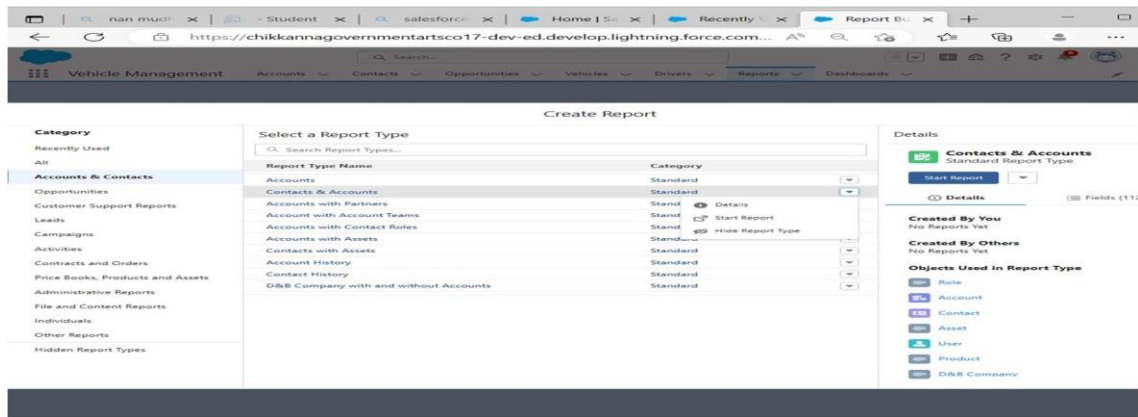 nan mudh
- Student
salesforce
Home | Sa
Recently V
Report Bu
https://chikkannagovernmentartsco17-dev-ed.develop.lightning.force.com...
Search...
Vehicle Management
Accounts
Contacts
Opportunities
Vehicles
Drivers
Reports
Dashboards
Create Report
Category
Recently Used
All
Accounts & Contacts
Opportunities
Customer Support Reports
Leads
Campaigns
Activities
Contracts and Orders
Price Books, Products and Assets
Administrative Reports
File and Content Reports
Individuals
Other Reports
Hidden Report Types
Select a Report Type
Search Report Types...
Report Type Name Category
Accounts Standard
Contacts & Accounts Standard
Accounts with Partners Stand
Account with Account Teams Stand
Accounts with Contact Roles Stand
Accounts with Assets Standard
Contacts with Assets Standard
Account History Standard
Contact History Standard
D&B Company with and without Accounts Standard
Details
Start Report
Hide Report Type
Details
Contacts & Accounts
Standard Report Type
Start Report
Details
Fields (112
Created By You
No Reports Yet
Created By Others
No Reports Yet
Objects Used in Report Type
Role
Account
Contact
Asset
User
Product
D&B Company